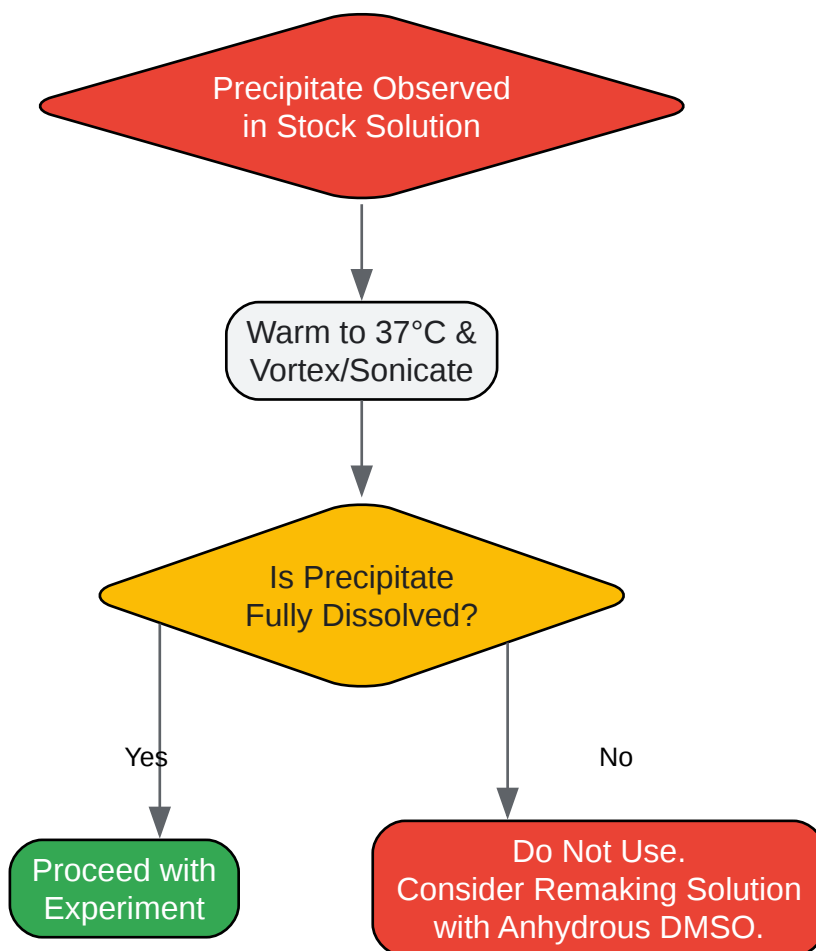 Precipitate Observed
in Stock Solution
Warm to 37°C &
Vortex/Sonicate
Is Precipitate
Fully Dissolved?
Yes
No
Proceed with
Experiment
Do Not Use.
Consider Remaking Solution
with Anhydrous DMSO.